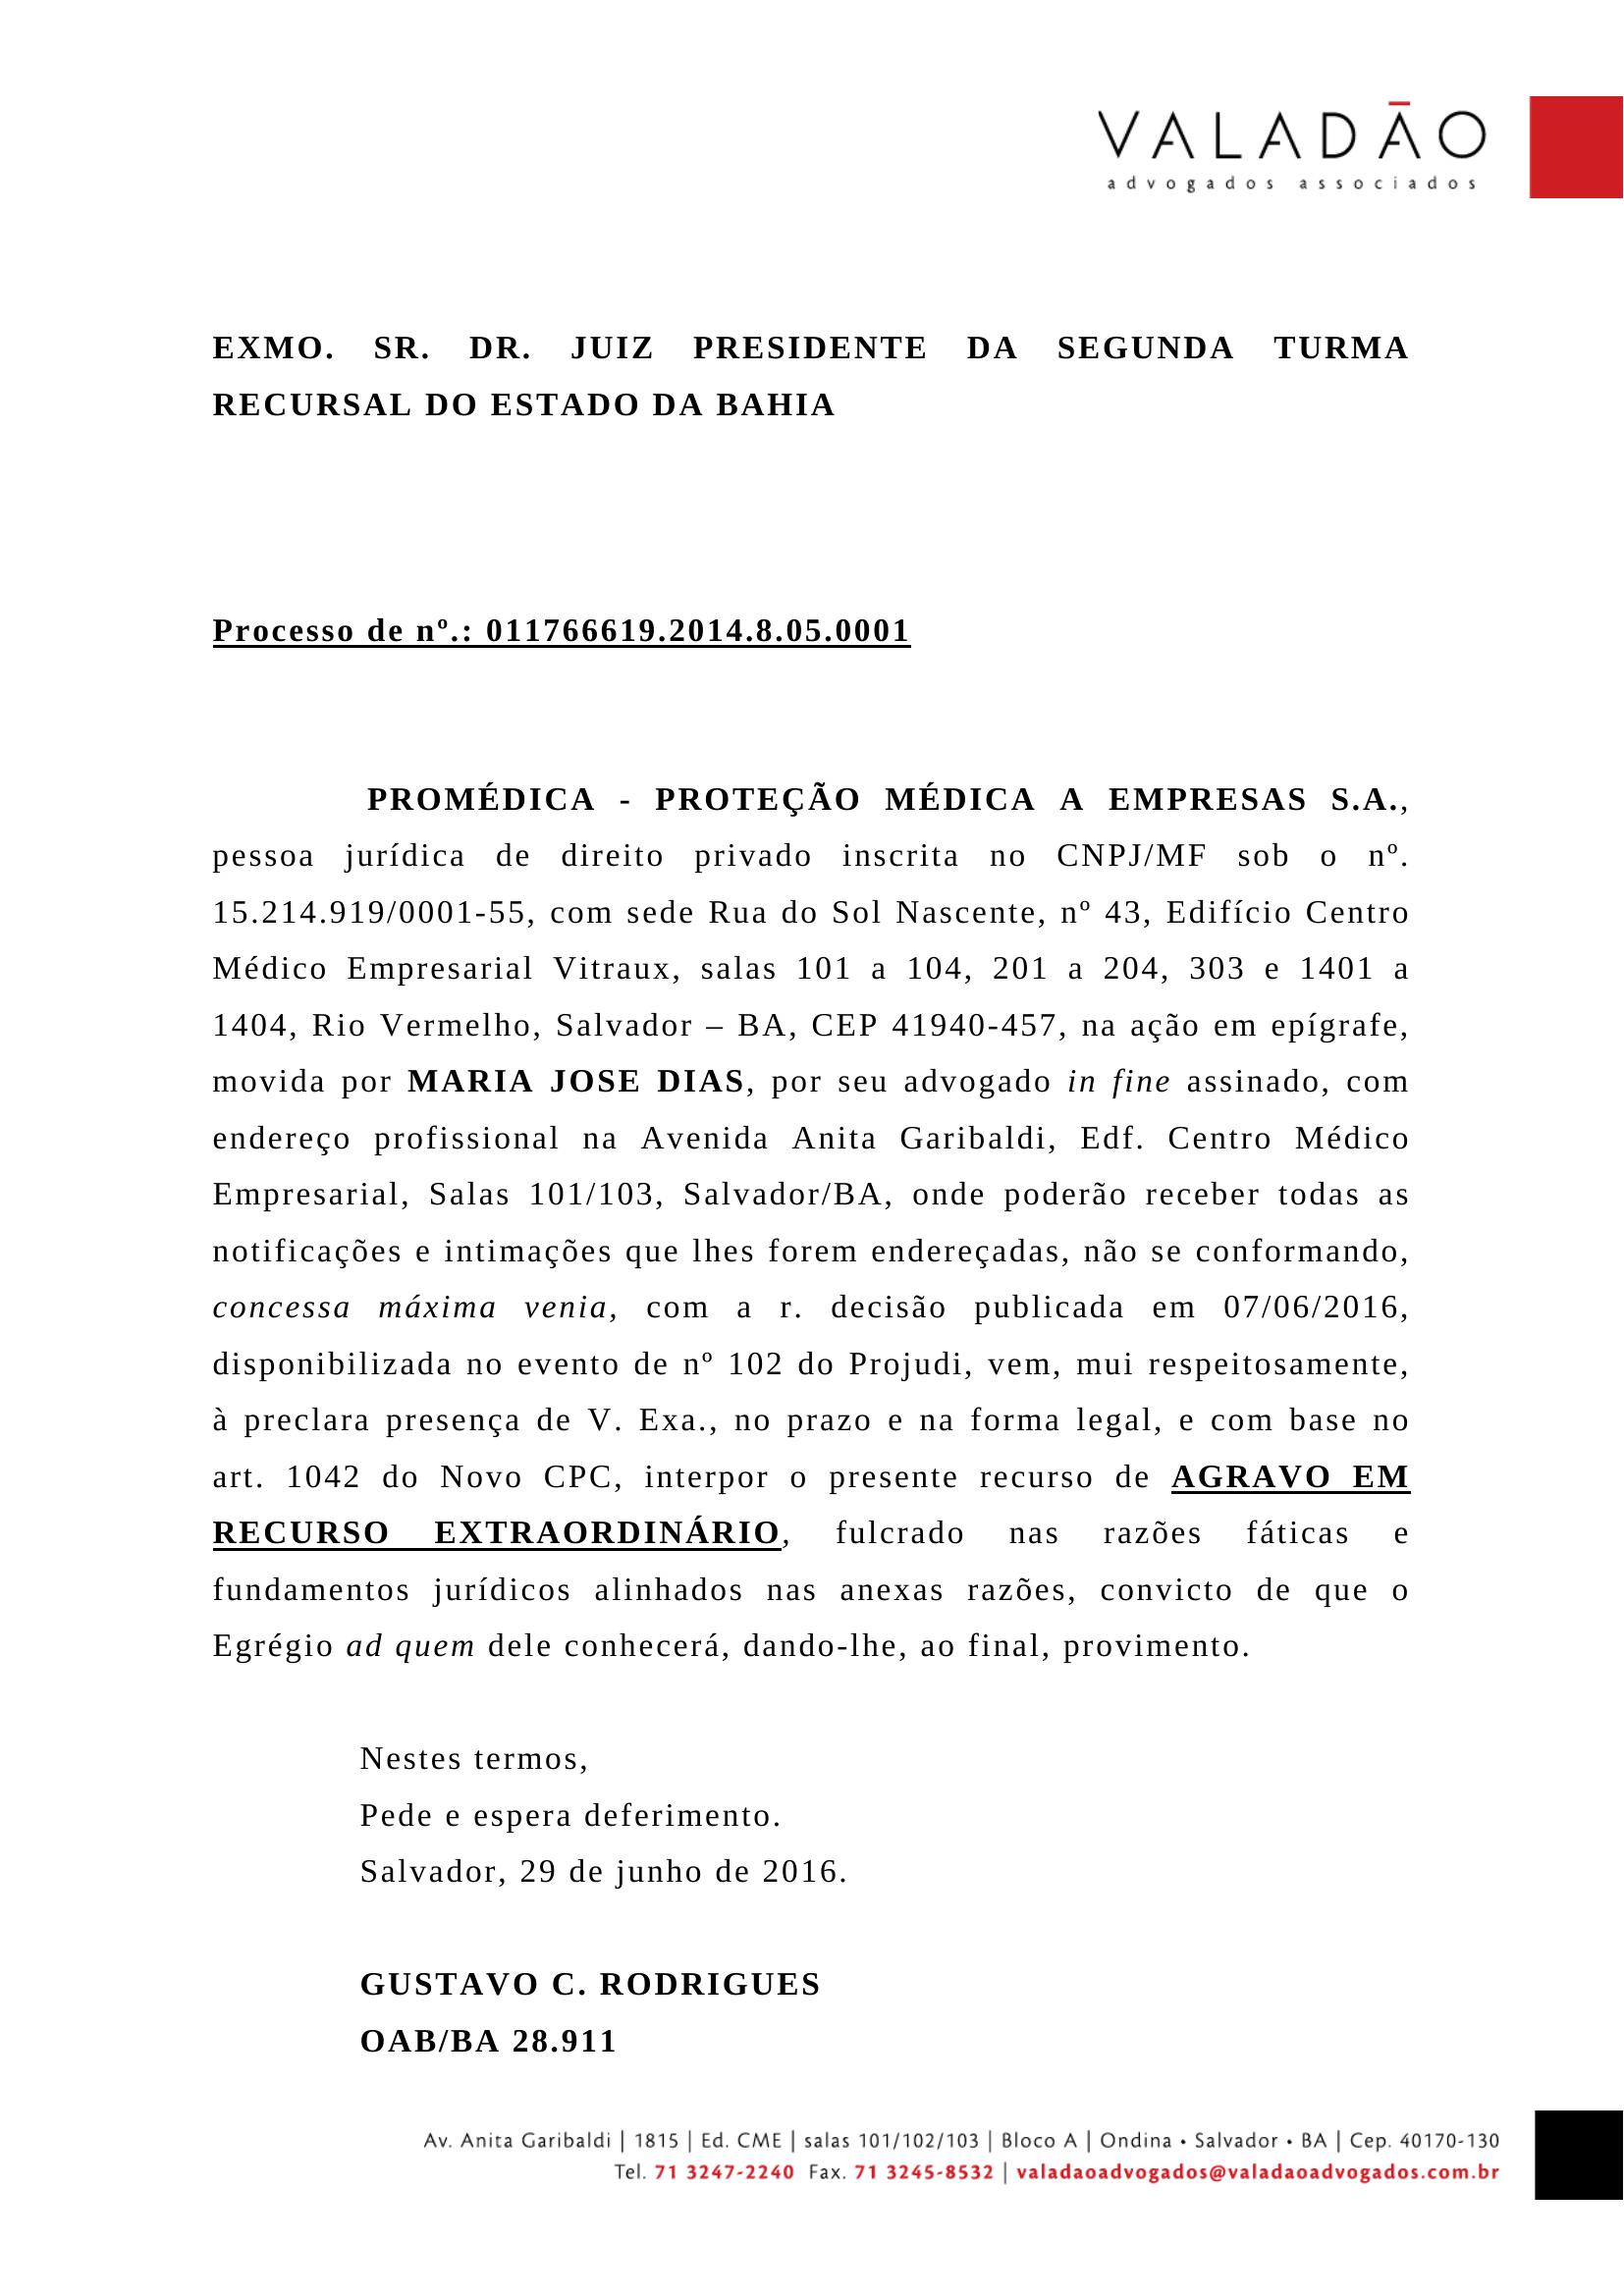 VALADÃO
advogados associados
EXMO. SR. DR. JUIZ PRESIDENTE DA SEGUNDA TURMA
RECURSAL DO ESTADO DA BAHIA
Processo de nº.: 011766619.2014.8.05.0001
PROMÉDICA - PROTEÇÃO MÉDICA A EMPRESAS S.A.,
pessoa jurídica de direito privado inscrita no CNPJ/MF sob o nº.
15.214.919/0001-55, com sede Rua do Sol Nascente, nº 43, Edifício Centro
Médico Empresarial Vitraux, salas 101 a 104, 201 a 204, 303 e 1401 a
1404, Rio Vermelho, Salvador – BA, CEP 41940-457, na ação em epígrafe,
movida por MARIA JOSE DIAS, por seu advogado in fine assinado, com
endereço profissional na Avenida Anita Garibaldi, Edf. Centro Médico
Empresarial, Salas 101/103, Salvador/BA, onde poderão receber todas as
notificações e intimações que lhes forem endereçadas, não se conformando,
concessa máxima venia, com a r. decisão publicada em 07/06/2016,
disponibilizada no evento de nº 102 do Projudi, vem, mui respeitosamente,
à preclara presença de V. Exa., no prazo e na forma legal, e com base no
art. 1042 do Novo CPC, interpor o presente recurso de AGRAVO EM
RECURSO EXTRAORDINÁRIO, fulcrado nas razões fáticas e
fundamentos jurídicos alinhados nas anexas razões, convicto de que o
Egrégio ad quem dele conhecerá, dando-lhe, ao final, provimento.
Nestes termos,
Pede e espera deferimento.
Salvador, 29 de junho de 2016.
GUSTAVO C. RODRIGUES
OAB/BA 28.911
Av. Anita Garibaldi | 1815 | Ed. CME | salas 101/102/103 | Bloco A | Ondina • Salvador • BA | Cep. 40170-130
Tel. 71 3247-2240 Fax. 71 3245-8532 | valadaoadvogados@valadaoadvogados.com.br